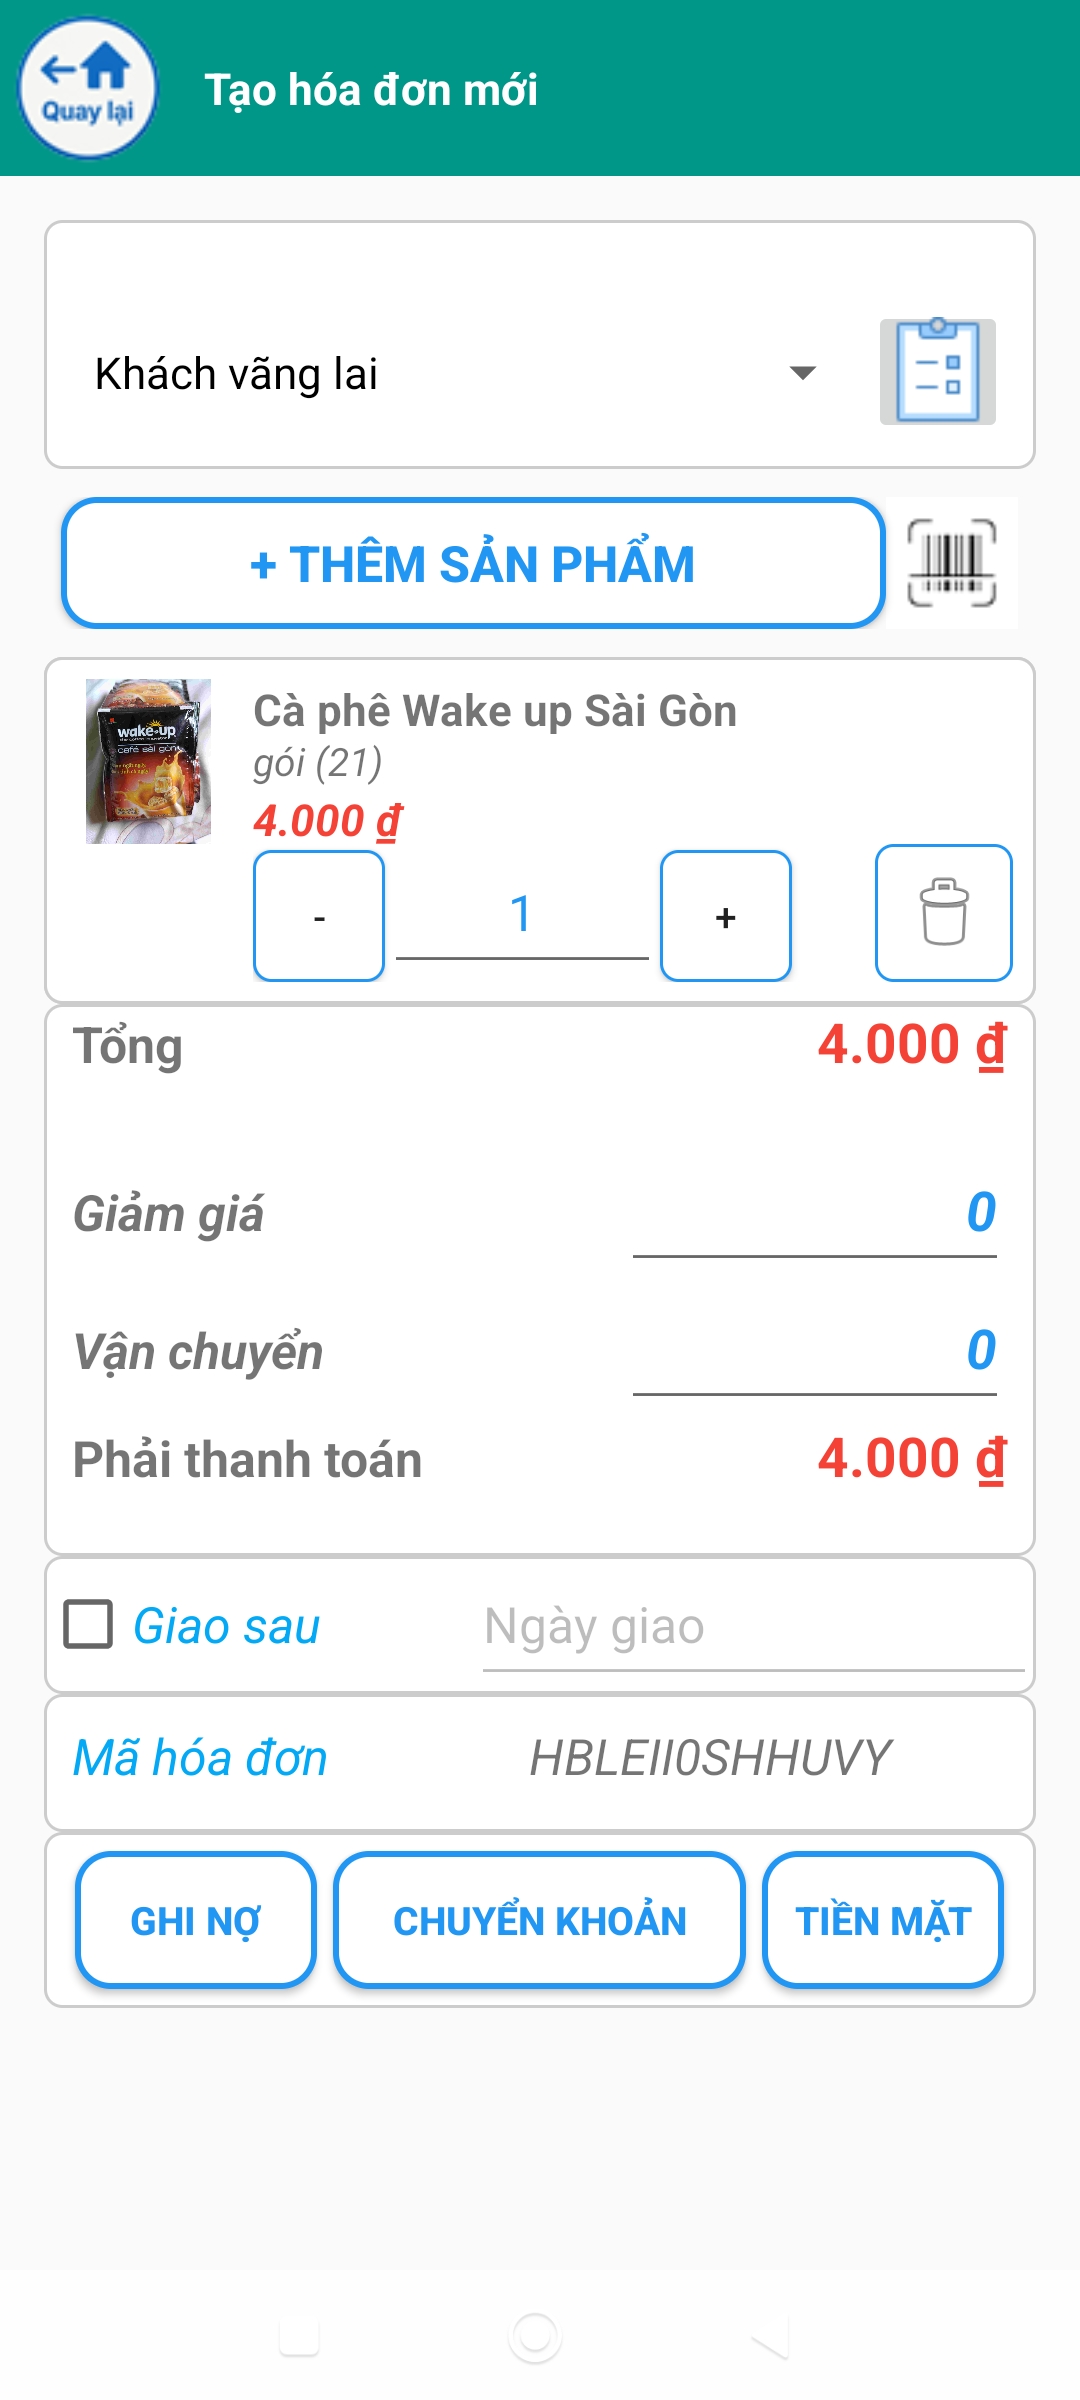 Quay lại
Tạo hóa đơn mới
Khách vãng lai
+ THÊM SẢN PHẨM
wake-up
café sài gòn
Cà phê Wake up Sài Gòn
gói (21)
4.000 ₫
-
1
+
Tổng
4.000 ₫
Giảm giá
0
Vận chuyển
0
Phải thanh toán
4.000 ₫
Giao sau
Ngày giao
Mã hóa đơn
HBLEII0SHHUVY
GHI NỢ
CHUYỂN KHOẢN
TIỀN MẶT